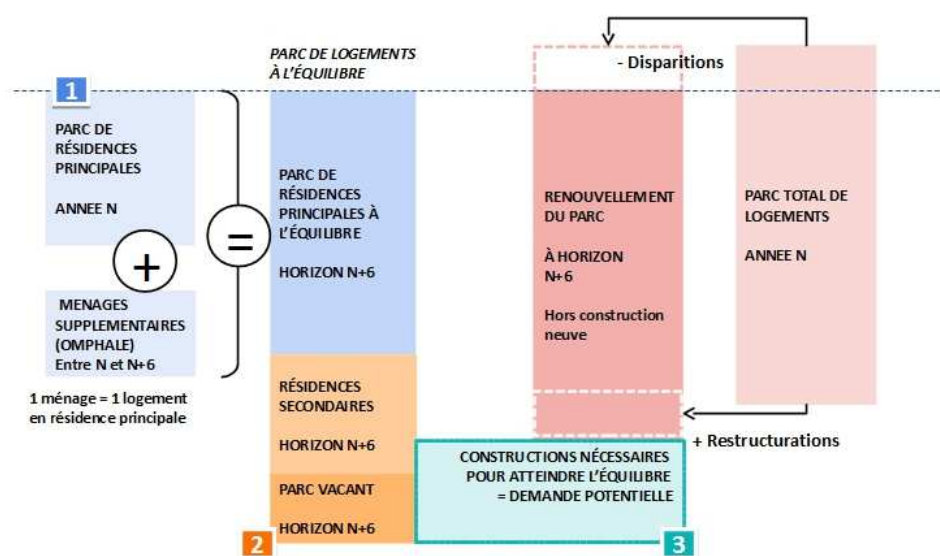 PARC DE LOGEMENTS
À L'ÉQUILIBRE
- Disparitions
1
PARC DE
RÉSIDENCES
PRINCIPALES
ANNEE N
+
MENAGES
SUPPLEMENTAIRES
(OMPHALE)
Entre N et N+6
1 ménage = 1 logement
en résidence principale
=
PARC DE
RÉSIDENCES
PRINCIPALES À
L'ÉQUILIBRE
HORIZON N+6
RÉSIDENCES
SECONDAIRES
HORIZON N+6
PARC VACANT
HORIZON N+6
2
RENOUVELLEMENT
DU PARC
À HORIZON
N+6
Hors construction
neuve
PARC TOTAL DE
LOGEMENTS
ANNEE N
+ Restructurations
CONSTRUCTIONS NÉCESSAIRES
POUR ATTEINDRE L'ÉQUILIBRE
= DEMANDE POTENTIELLE
3